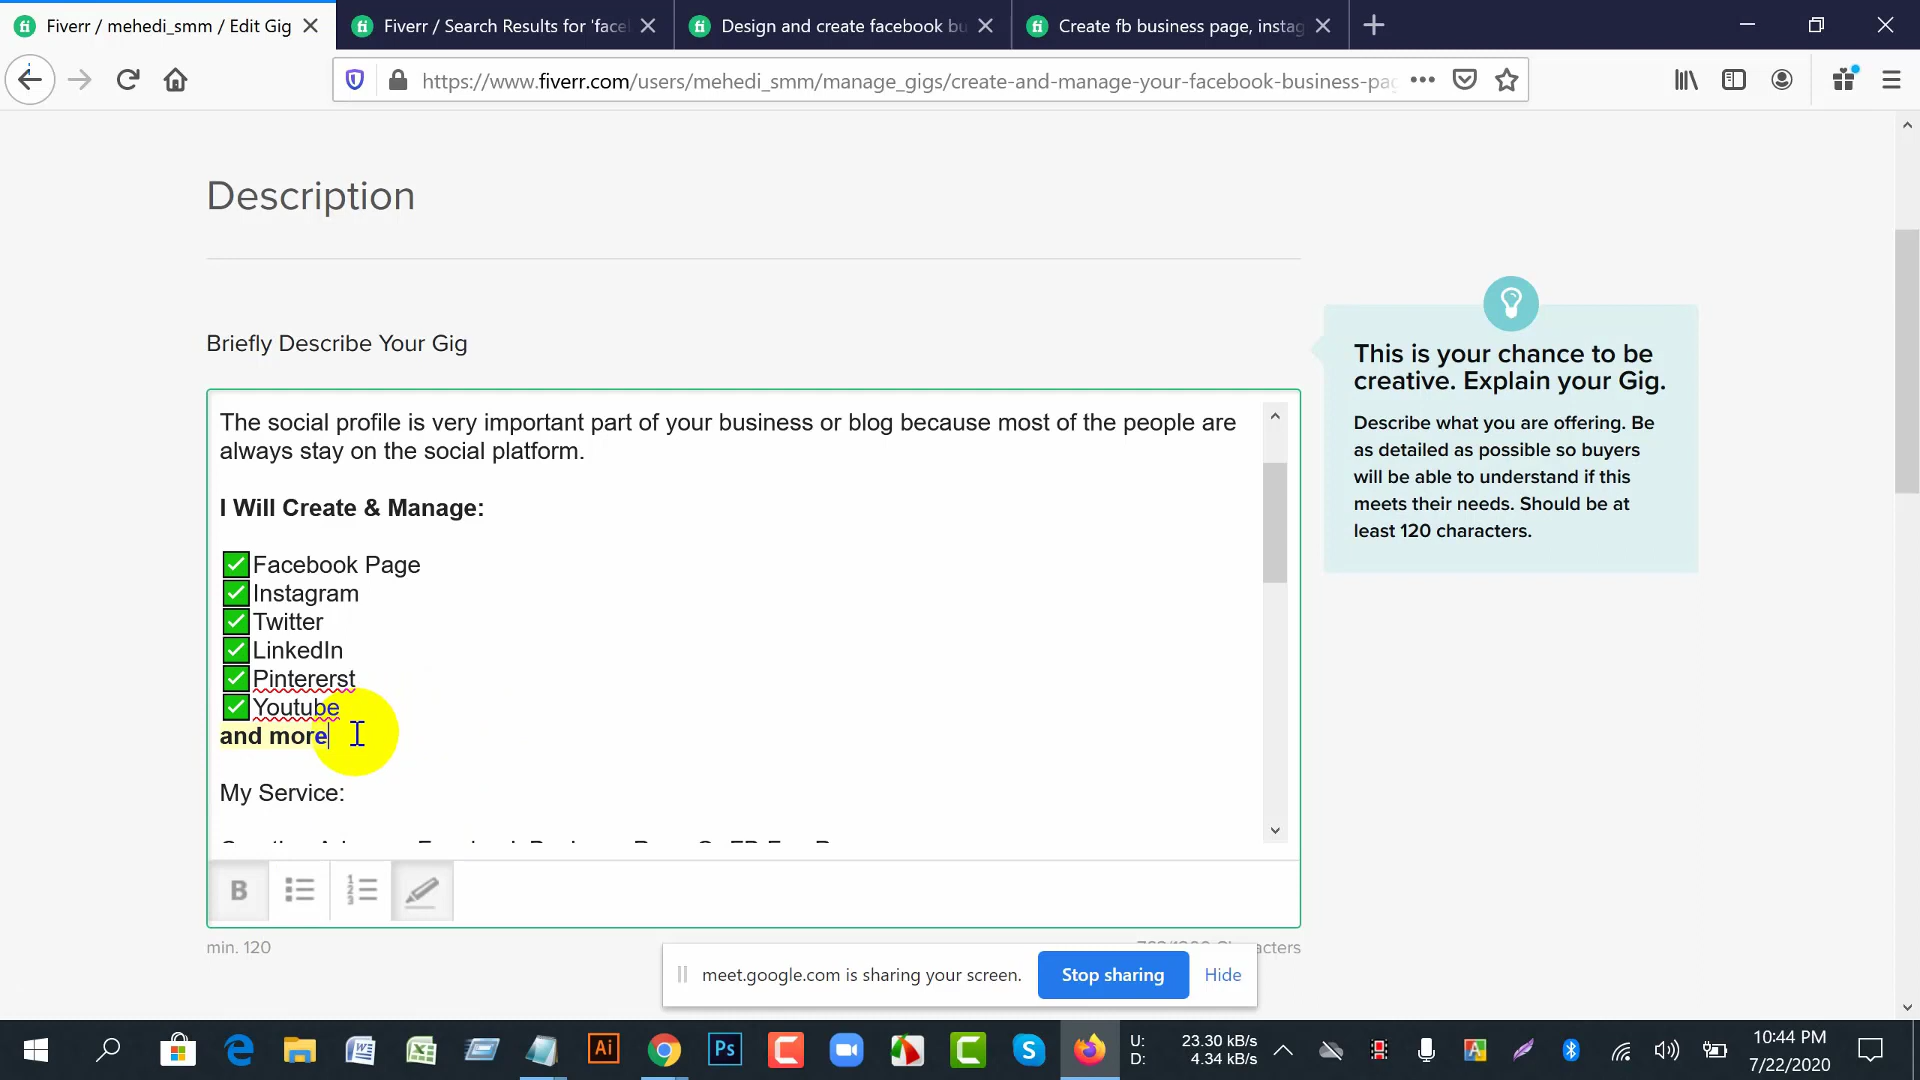 Fiverr / mehedi_smm / Edit Gig
Fiverr / Search Results for 'face
Design and create facebook bu
Create fb business page, instag
https://www.fiverr.com/users/mehedi_smm/manage_gigs/create-and-manage-your-facebook-business-pag
Description
Briefly Describe Your Gig
The social profile is very important part of your business or blog because most of the people are
always stay on the social platform.
I Will Create & Manage:
✅Facebook Page
✅Instagram
✅Twitter
✅LinkedIn
✅Pintererst
✅Youtube
and more
My Service:
This is your chance to be
creative. Explain your Gig.
Describe what you are offering. Be
as detailed as possible so buyers
will be able to understand if this
meets their needs. Should be at
least 120 characters.
B
min. 120
meet.google.com is sharing your screen.
Stop sharing
Hide
Ai
Ps
U: 23.30 kB/s
D: 4.34 kB/s
10:44 PM
7/22/2020